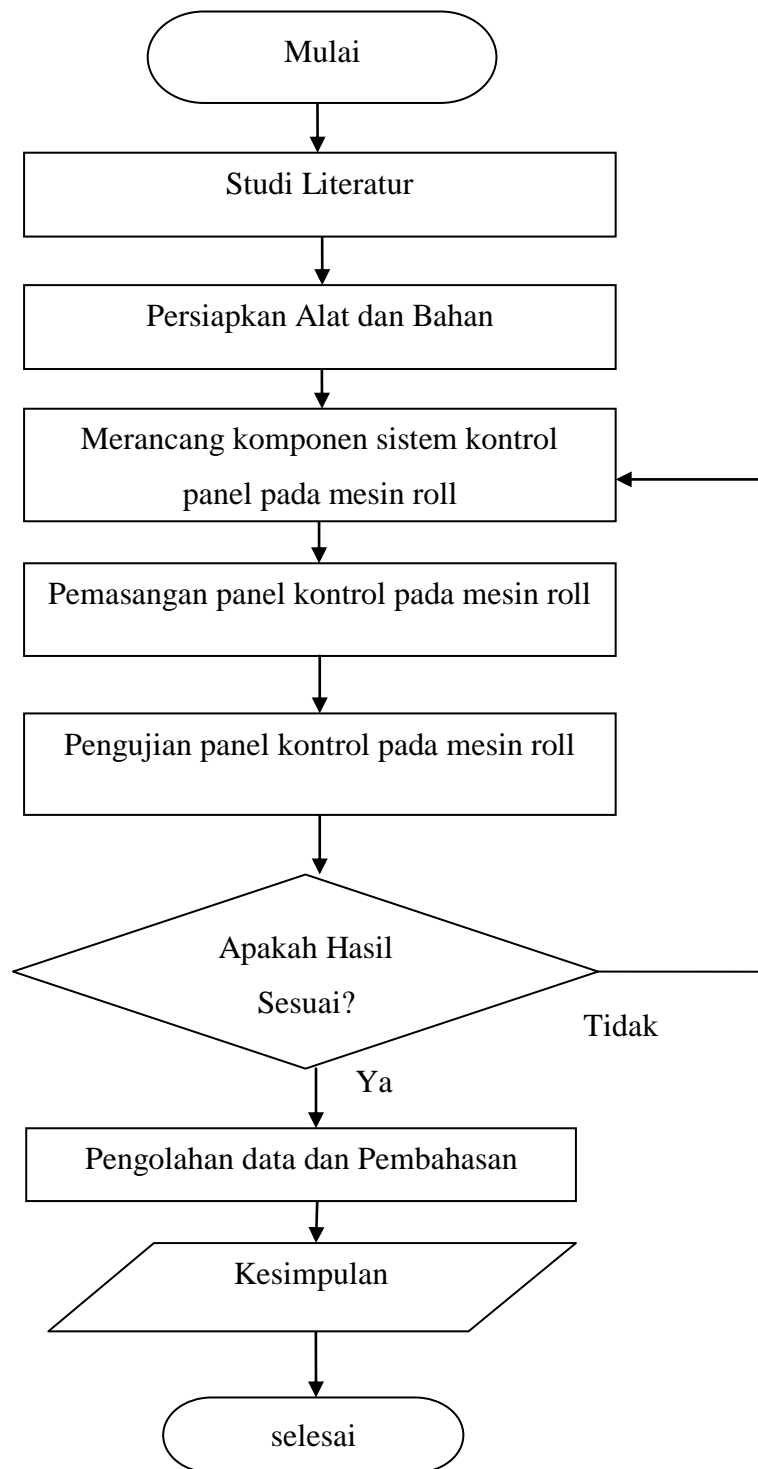 Mulai
Studi Literatur
Persiapkan Alat dan Bahan
Merancang komponen sistem kontrol
panel pada mesin roll
Pemasangan panel kontrol pada mesin roll
Pengujian panel kontrol pada mesin roll
Apakah Hasil
Sesuai?
Tidak
Ya
Pengolahan data dan Pembahasan
Kesimpulan
selesai